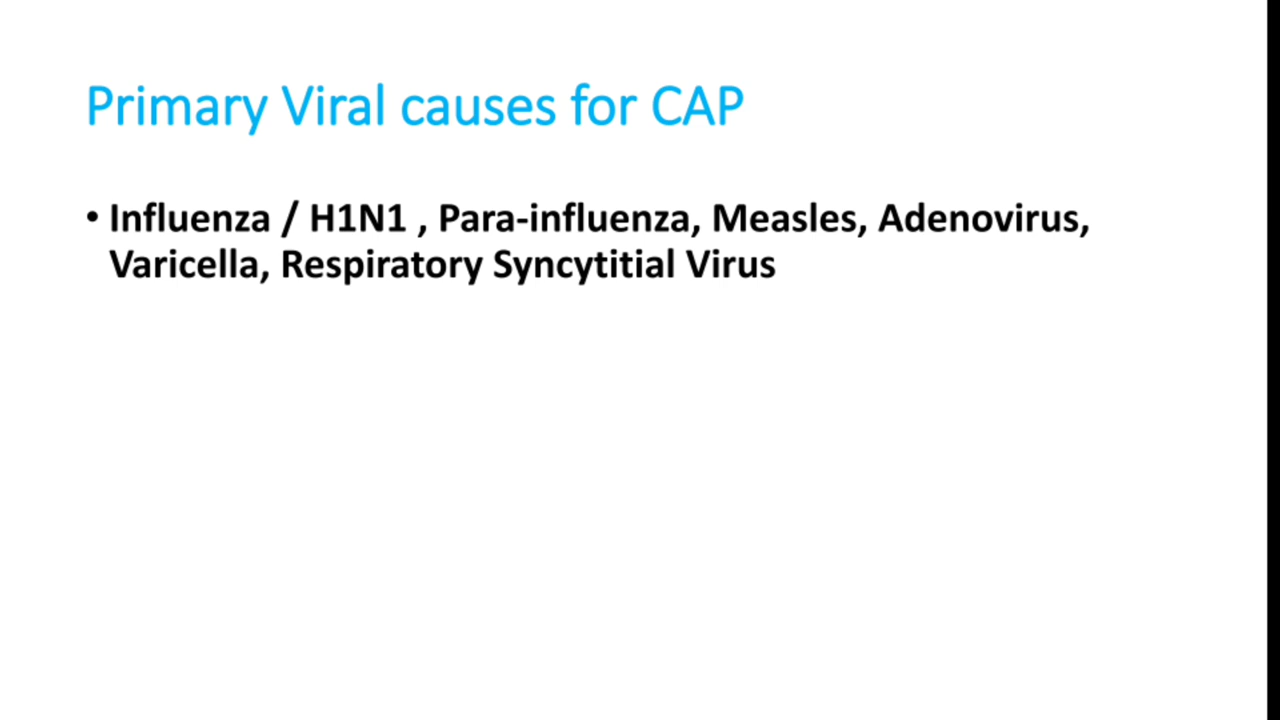 Primary Viral causes for CAP
• Influenza / H1N1 , Para-influenza, Measles, Adenovirus,
Varicella, Respiratory Syncytitial Virus